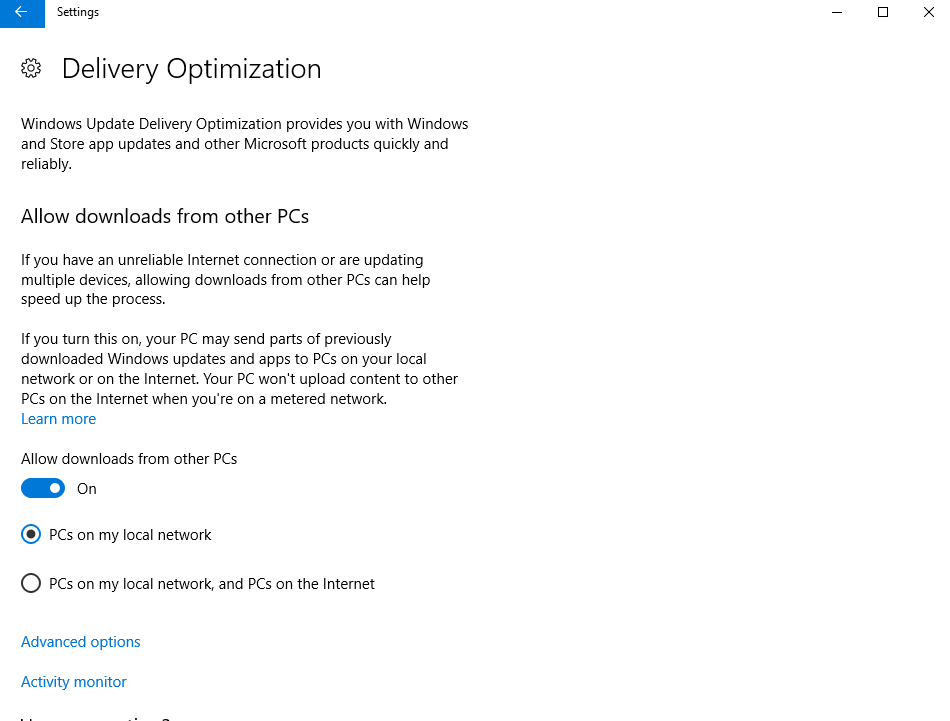 Settings
Delivery Optimization
Windows Update Delivery Optimization provides you with Windows
and Store app updates and other Microsoft products quickly and
reliably.
Allow downloads from other PCs
If you have an unreliable Internet connection or are updating
multiple devices, allowing downloads from other PCs can help
speed up the process.
If you turn this on, your PC may send parts of previously
downloaded Windows updates and apps to PCs on your local
network or on the Internet. Your PC won't upload content to other
PCs on the Internet when you're on a metered network.
Learn more
Allow downloads from other PCs
On
PCs on my local network
PCs on my local network, and PCs on the Internet
Advanced options
Activity monitor